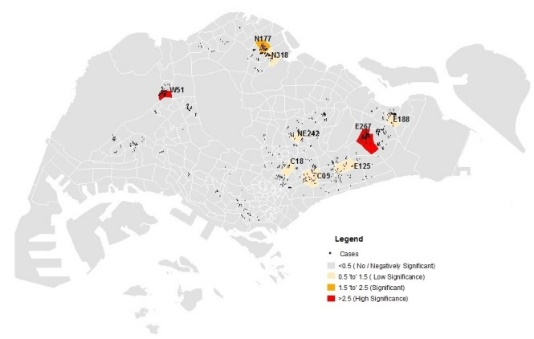 N177
N318
W51
E188
E267
NE242
C18
E125
C09
Legend
Cases
<0.5 ( No / Negatively Significant)
0.5 'to' 1.5 ( Low Significance)
1.5 'to' 2.5 (Significant)
>2.5 (High Significance)